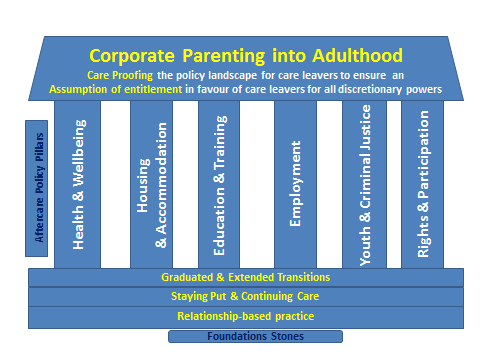 Corporate Parenting into Adulthood
Care Proofing the policy landscape for care leavers to ensure an
Assumption of entitlement in favour of care leavers for all discretionary powers
Aftercare Policy Pillars
Health & Wellbeing
Housing
& Accommodation
Education & Training
Employment
Youth & Criminal Justice
Rights & Participation
Graduated & Extended Transitions
Staying Put & Continuing Care
Relationship-based practice
Foundations Stones